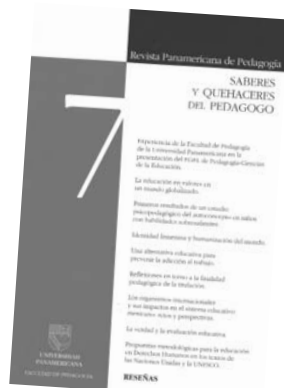 Revista Panamericana de Pedagogía
SABERES
Y QUEHACERES
DEL PEDAGOGO
7
Experiencia de la Facultad de Pedagogía
de la Universidad Panamericana en la
presentación del EGEL de Pedagogía-Ciencias
de la Educación.
La educación en valores en
un mundo globalizado.
Primeros resultados de un estudio
psicopedagógico del autoconcepto en niños
con habilidades sobresalientes
Identidad femenina y humanización del mundo.
Una alternativa educativa para
prevenir la adicción al trabajo.
Reflexiones en torno a la finalidad
pedagógica de la titulación.
Los organismos internacionales
y sus impactos en el sistema educativo
mexicano: retos y perspectivas.
La verdad y la evaluación educativa
Propuestas metodológicas para la educación
en Derechos Humanos en los textos de
las Naciones Unidas y la UNESCO.
RESEÑAS
UNIVERSIDAD
PANAMERICANA
FACULTAD DE PEDAGOGÍA